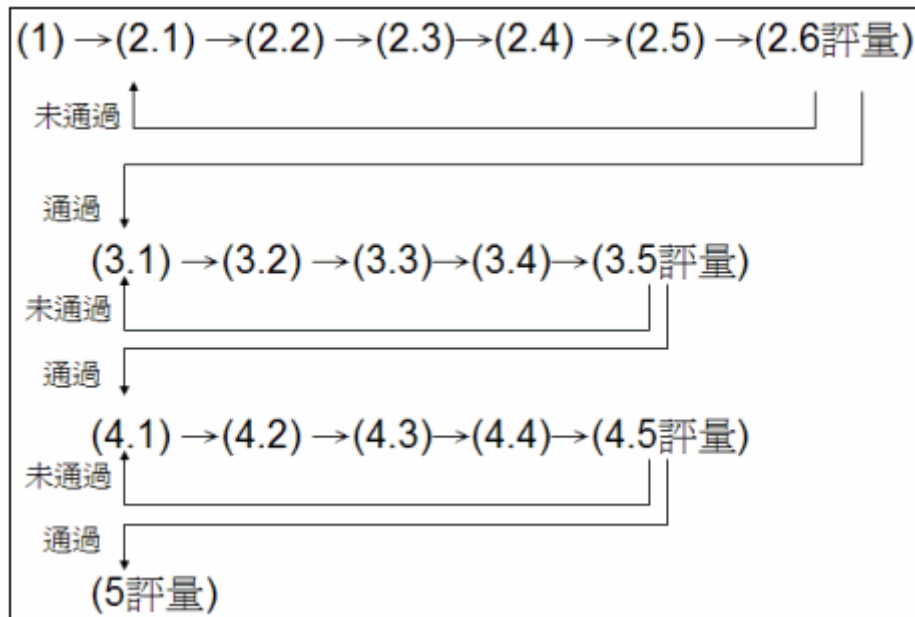 (1) →(2.1) →(2.2) →(2.3)→(2.4) →(2.5) →(2.6評量)
未通過
通過
(3.1) →(3.2) →(3.3)→(3.4)→(3.5評量)
未通過
通過
(4.1) →(4.2) →(4.3)→(4.4)→(4.5評量)
未通過
通過
(5評量)